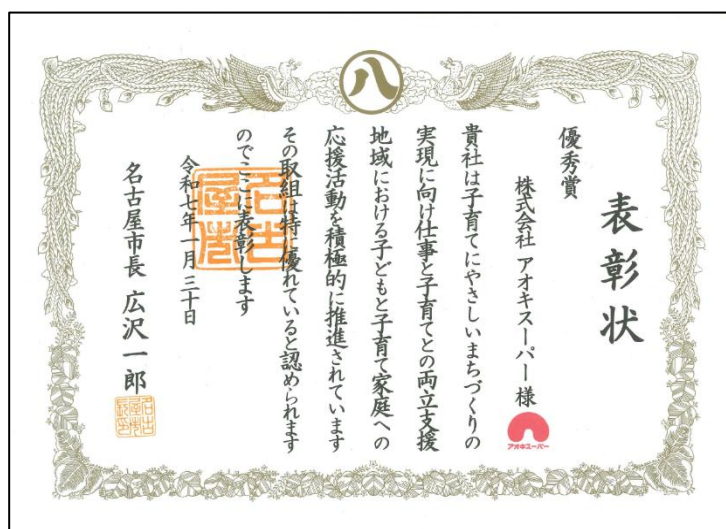 八
表彰状
優秀賞
株式会社 アオキスーパー 様
アオキスーパー
貴社は子育てにやさしいまちづくりの
実現に向け仕事と子育てとの両立支援
地域における子どもと子育て家庭への
応援活動を積極的に推進されています
その取組は特に優れていると認められます
のでここに表彰します
令和七年一月三十日
名古屋市長 広沢一郎